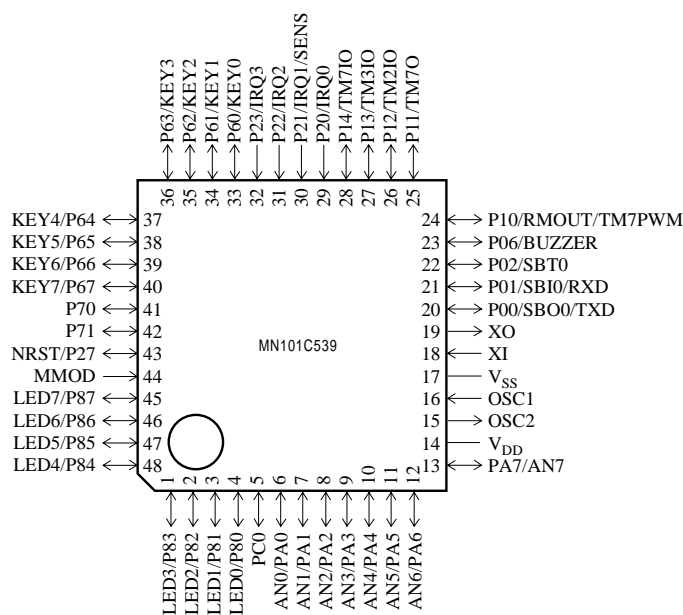 P63/KEY3
P62/KEY2
P61/KEY1
P60/KEY0
P23/IRQ3
P22/IRQ2
P21/IRQ1/SENS
P20/IRQ0
P14/TM7IO
P13/TM3IO
P12/TM2IO
P11/TM7O
36
35
34
33
32
31
30
29
28
27
26
25
KEY4/P64 37
KEY5/P65 38
KEY6/P66 39
KEY7/P67 40
P70 41
P71 42
NRST/P27 43
MMOD 44
LED7/P87 45
LED6/P86 46
LED5/P85 47
LED4/P84 48
MN101C539
24 P10/RMOUT/TM7PWM
23 P06/BUZZER
22 P02/SBT0
21 P01/SBI0/RXD
20 P00/SBO0/TXD
19 XO
18 XI
17 VSS
16 OSC1
15 OSC2
14 VDD
13 PA7/AN7
1
2
3
4
5
6
7
8
9
10
11
12
LED3/P83
LED2/P82
LED1/P81
LED0/P80
PC0
AN0/PA0
AN1/PA1
AN2/PA2
AN3/PA3
AN4/PA4
AN5/PA5
AN6/PA6